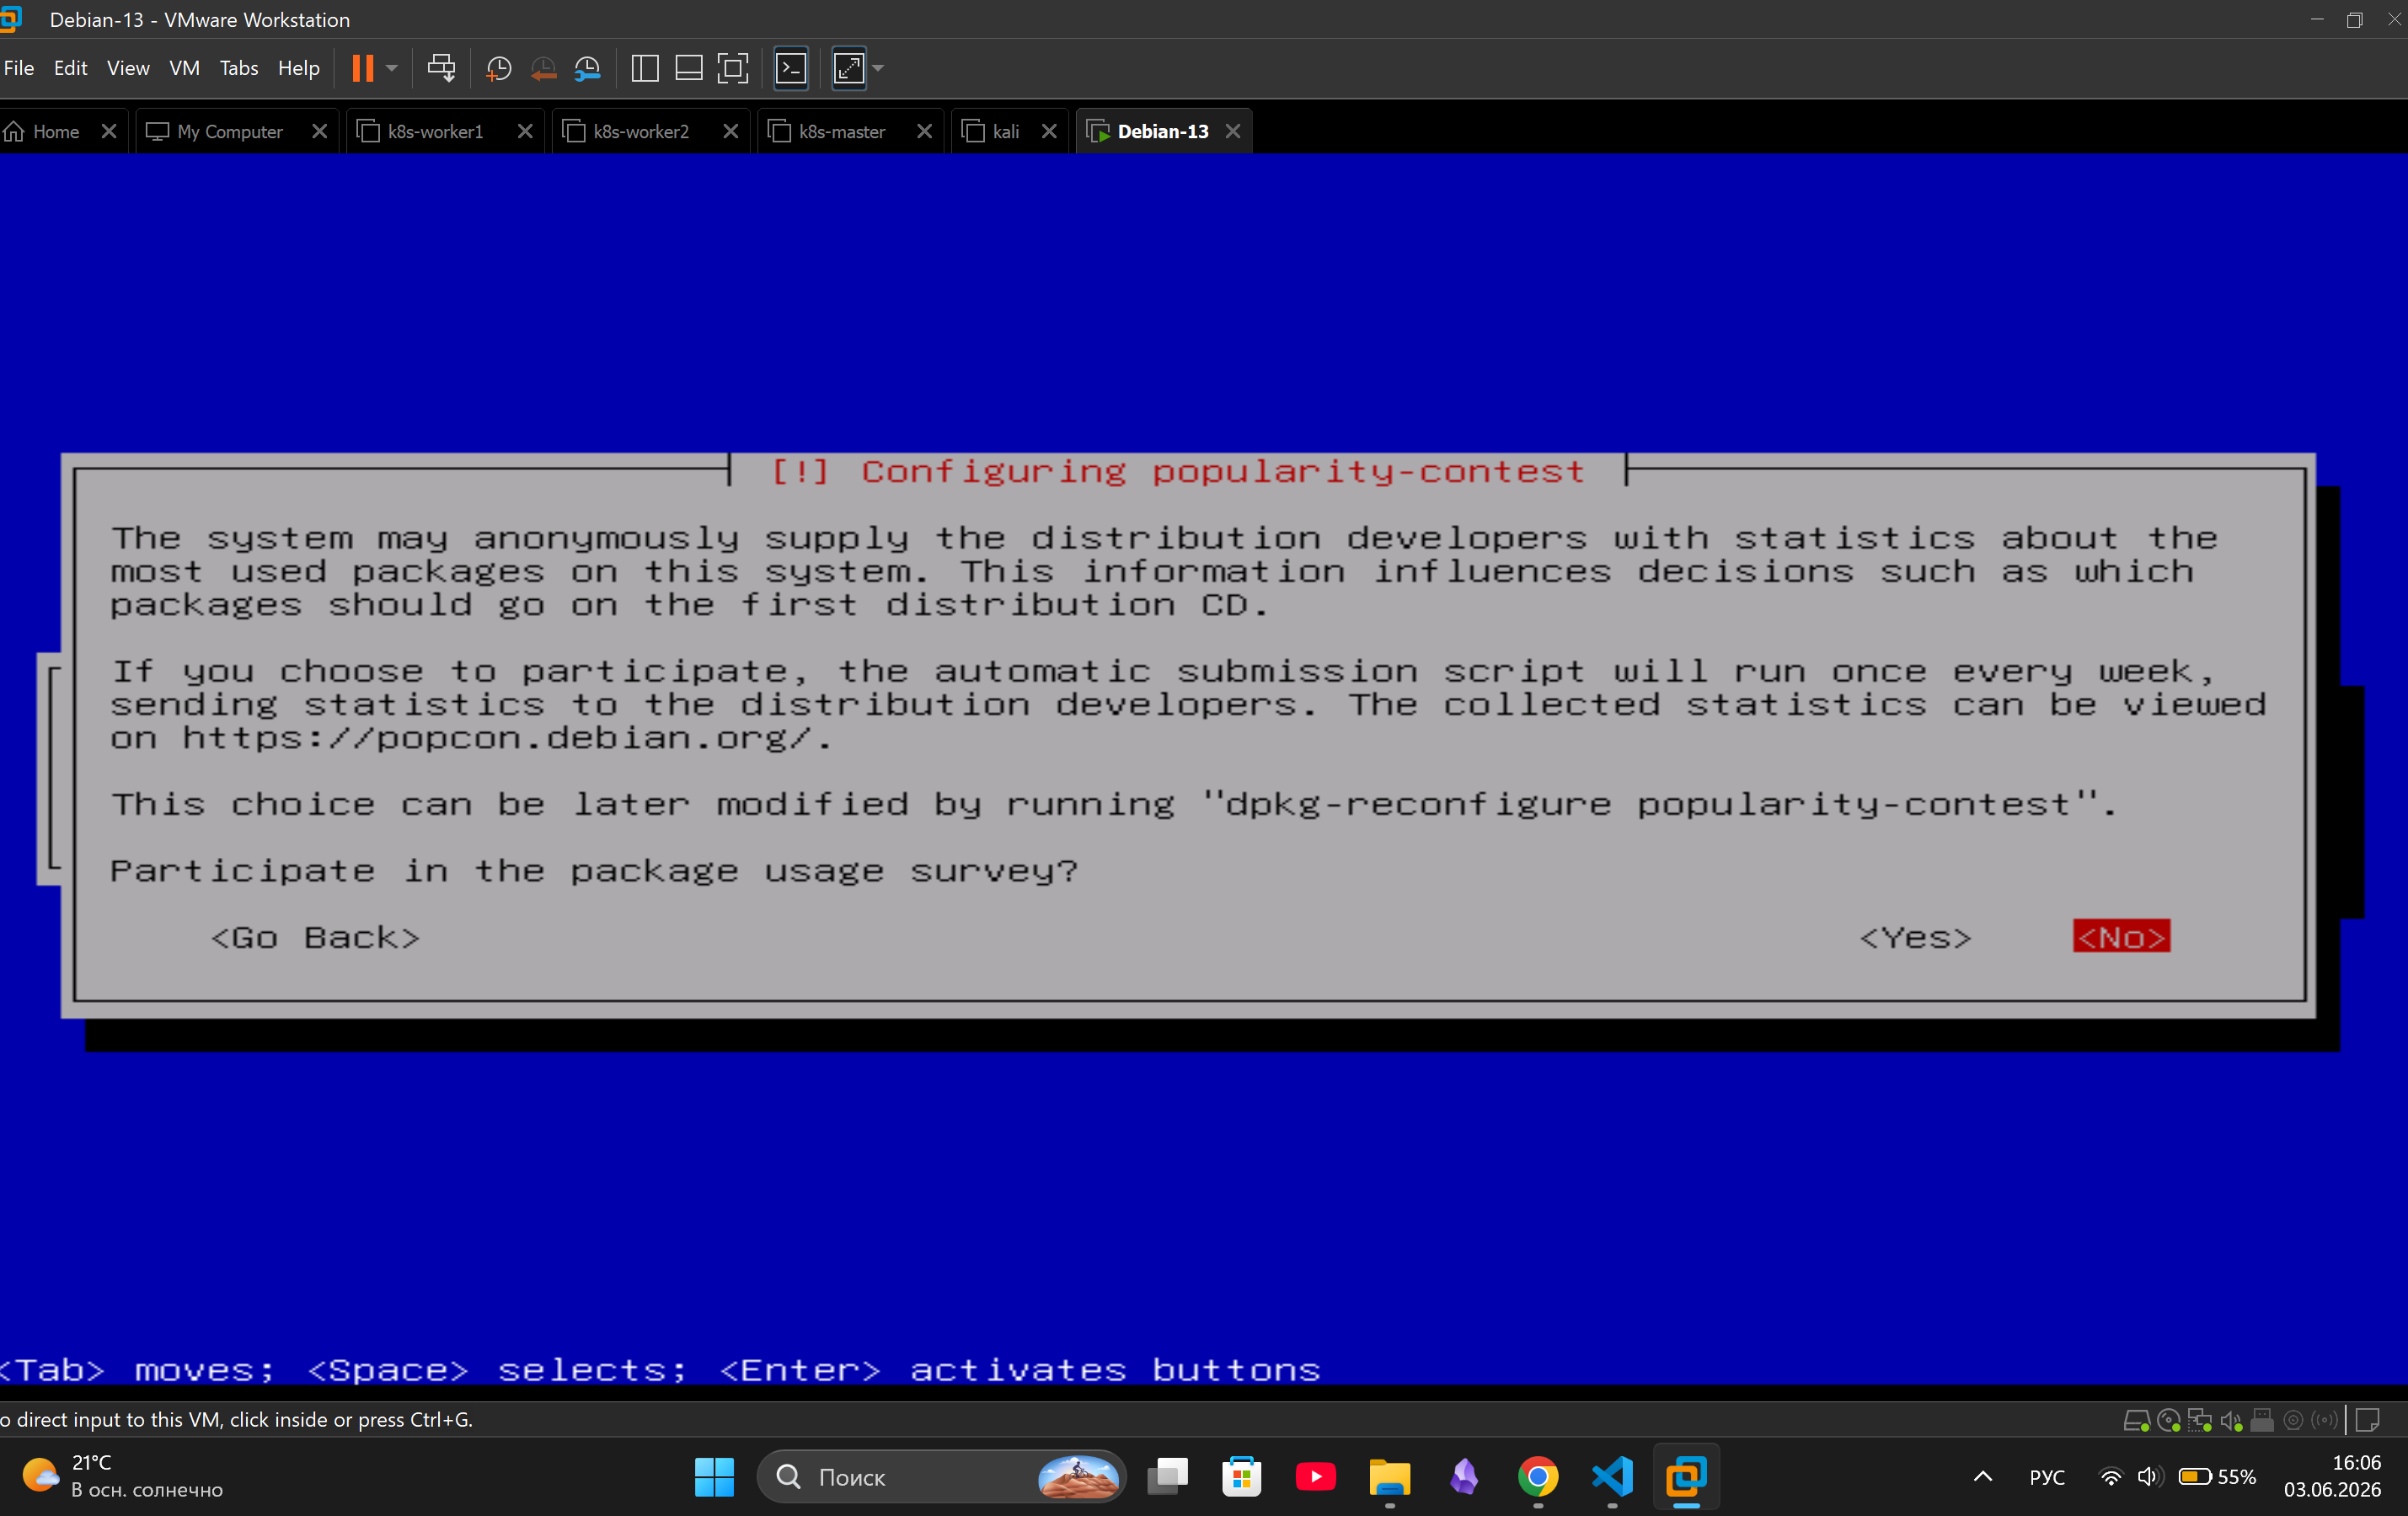 Debian-13 - VMware Workstation
File Edit View VM Tabs Help
Home My Computer k8s-worker1 k8s-worker2 k8s-master kali Debian-13
[!] Configuring popularity-contest
The system may anonymously supply the distribution developers with statistics about the
most used packages on this system. This information influences decisions such as which
packages should go on the first distribution CD.
If you choose to participate, the automatic submission script will run once every week,
sending statistics to the distribution developers. The collected statistics can be viewed
on https://popcon.debian.org/.
This choice can be later modified by running "dpkg-reconfigure popularity-contest".
Participate in the package usage survey?
<Go Back> <Yes> <No>
<Tab> moves; <Space> selects; <Enter> activates buttons
o direct input to this VM, click inside or press Ctrl+G.
21°C
В осн. солнечно
Поиск
РУС
55%
16:06
03.06.2026